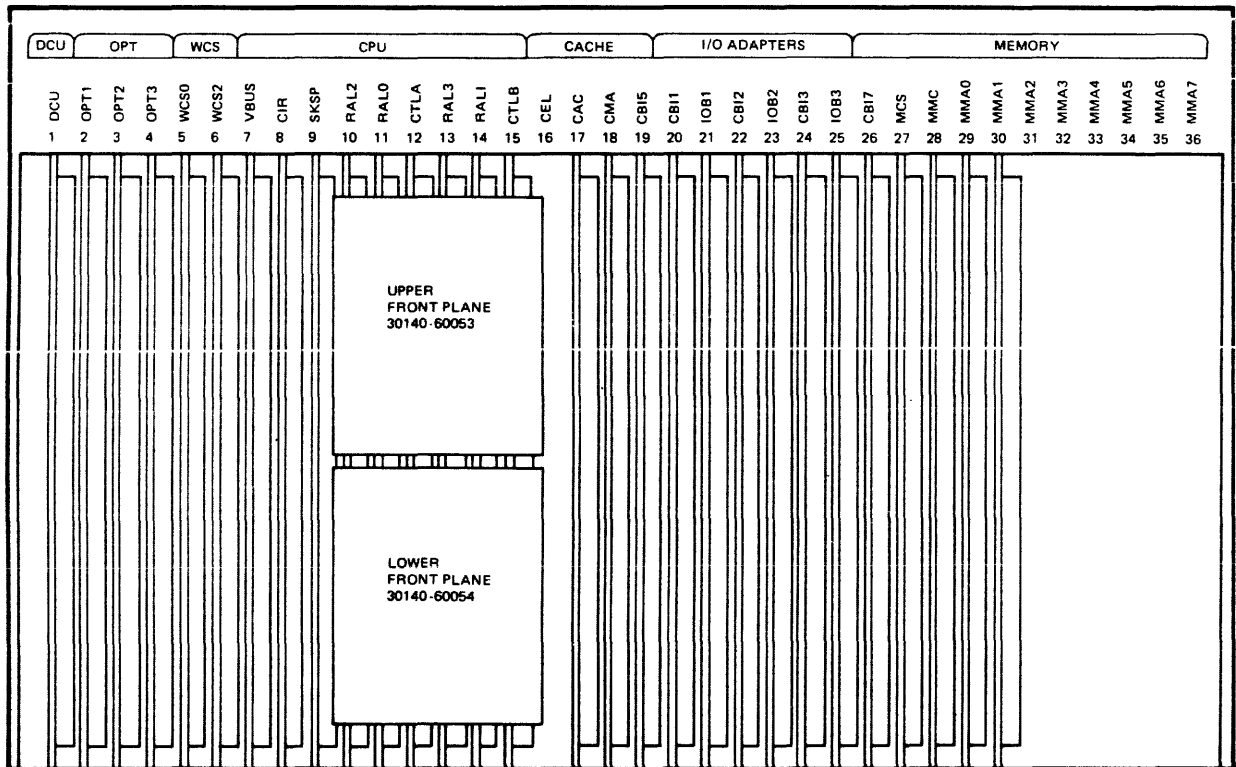 DCU OPT WCS CPU CACHE I/O ADAPTERS MEMORY
DCU OPT1 OPT2 OPT3 WCS0 WCS2 VBUS CIR SKSP RAL2 RAL0 CTLA RAL3 RALI CTLB CEL CAC CMA CBI5 CBI1 IOB1 CBI2 IOB2 CBI3 IOB3 CBI7 MCS MMC MMA0 MMA1 MMA2 MMA3 MMA4 MMA5 MMA6 MMA7
1 2 3 4 5 6 7 8 9 10 11 12 13 14 15 16 17 18 19 20 21 22 23 24 25 26 27 28 29 30 31 32 33 34 35 36
UPPER
FRONT PLANE
30140-60053
LOWER
FRONT PLANE
30140-60054